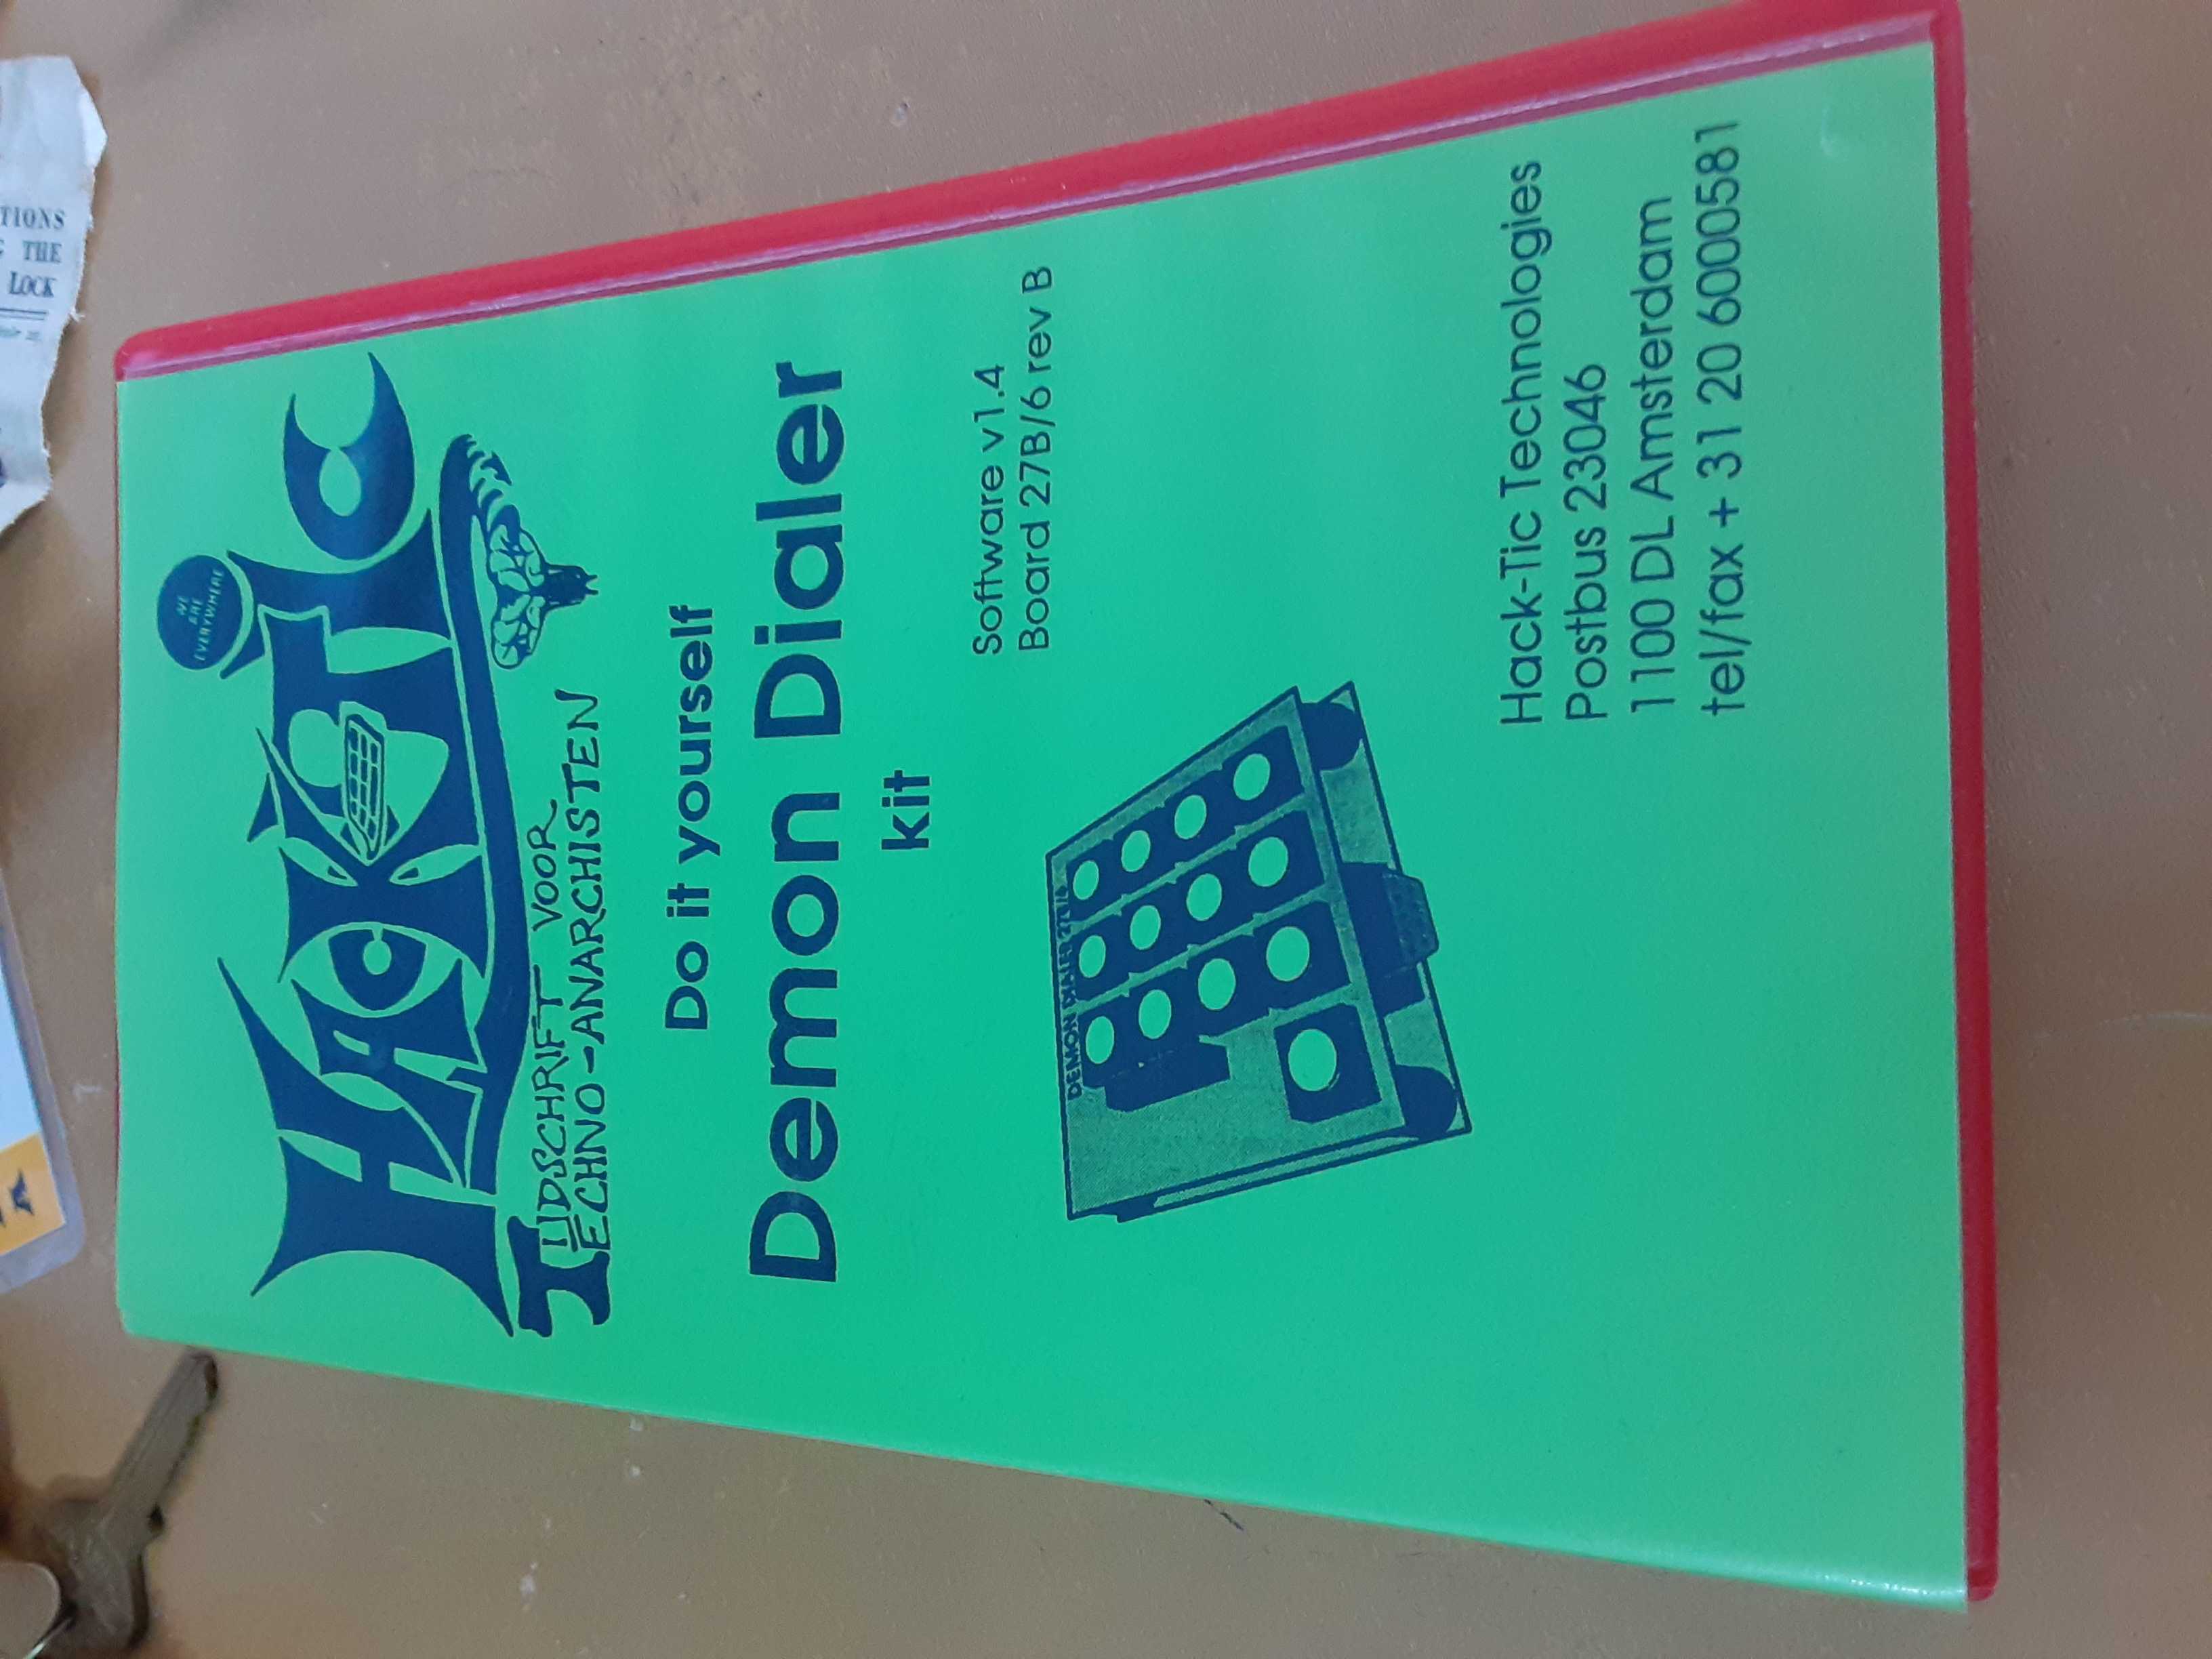 WE
ARE
EVERYWHERE
HACK-TIC
TIJDSCHRIFT VOOR
TECHNO-ANARCHISTEN
Do it yourself
Demon Dialer
kit
Software v1.4
Board 27B/6 rev B
DEMON DIALER 27B/6
Hack-Tic Technologies
Postbus 23046
1100 DL Amsterdam
tel/fax + 31 20 6000581
TIONS
THE
LOCK
A